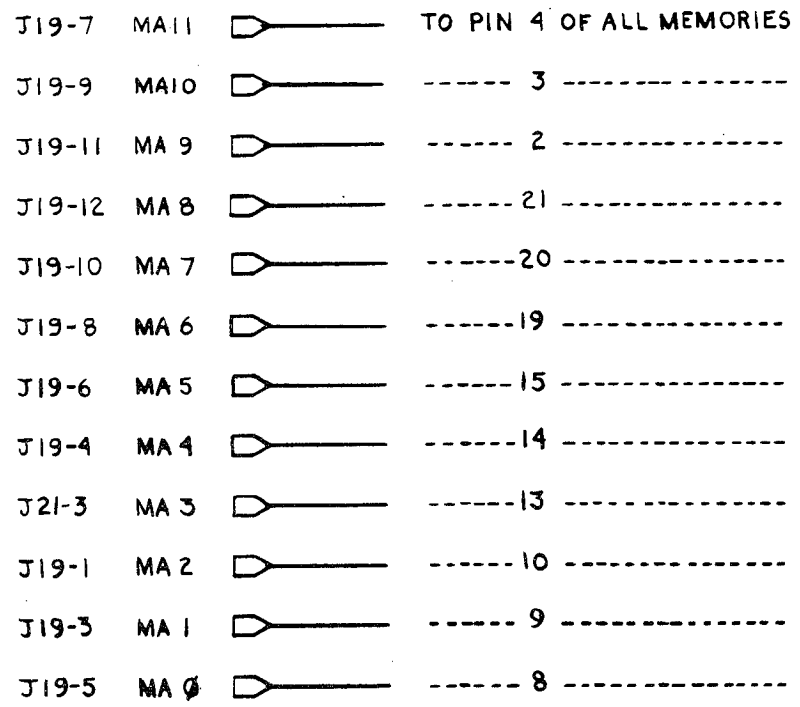 J19-7 MA11 TO PIN 4 OF ALL MEMORIES
J19-9 MA10 ------ 3 ---------------
J19-11 MA 9 ------ 2 ---------------
J19-12 MA 8 ------ 21 ---------------
J19-10 MA 7 ------ 20 ---------------
J19-8 MA 6 ------ 19 ---------------
J19-6 MA 5 ------ 15 ---------------
J19-4 MA 4 ------ 14 ---------------
J21-3 MA 3 ------ 13 ---------------
J19-1 MA 2 ------ 10 ---------------
J19-3 MA 1 ------ 9 ---------------
J19-5 MA Ø ------ 8 ---------------